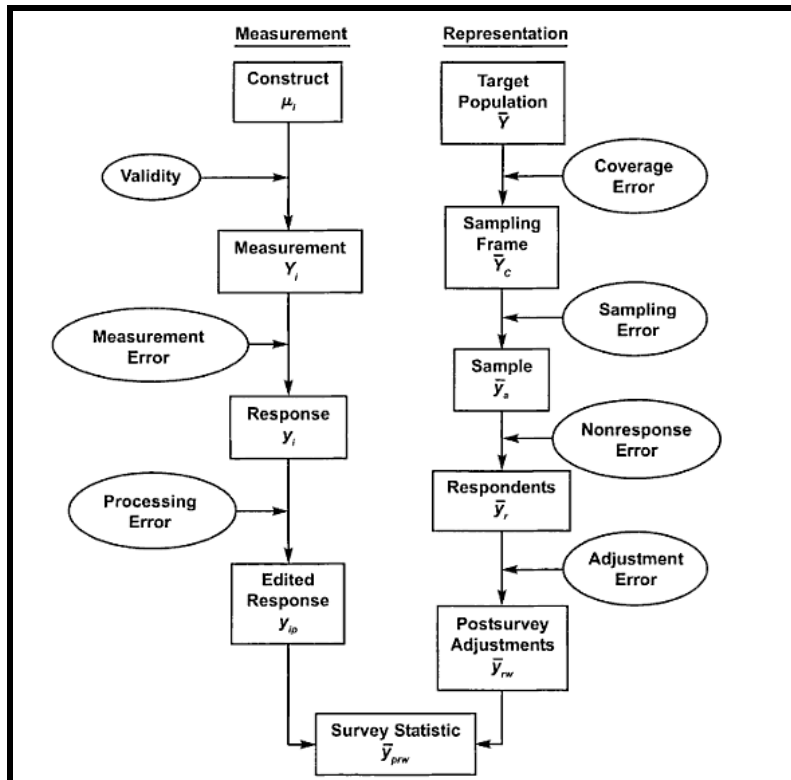 Measurement
Representation
Construct
μi
Target
Population
Ȳ
Validity
Coverage
Error
Measurement
Yi
Sampling
Frame
ȲC
Measurement
Error
Sampling
Error
Sample
ȳa
Response
yi
Nonresponse
Error
Respondents
ȳr
Processing
Error
Adjustment
Error
Edited
Response
yip
Postsurvey
Adjustments
ȳrw
Survey Statistic
ȳprw